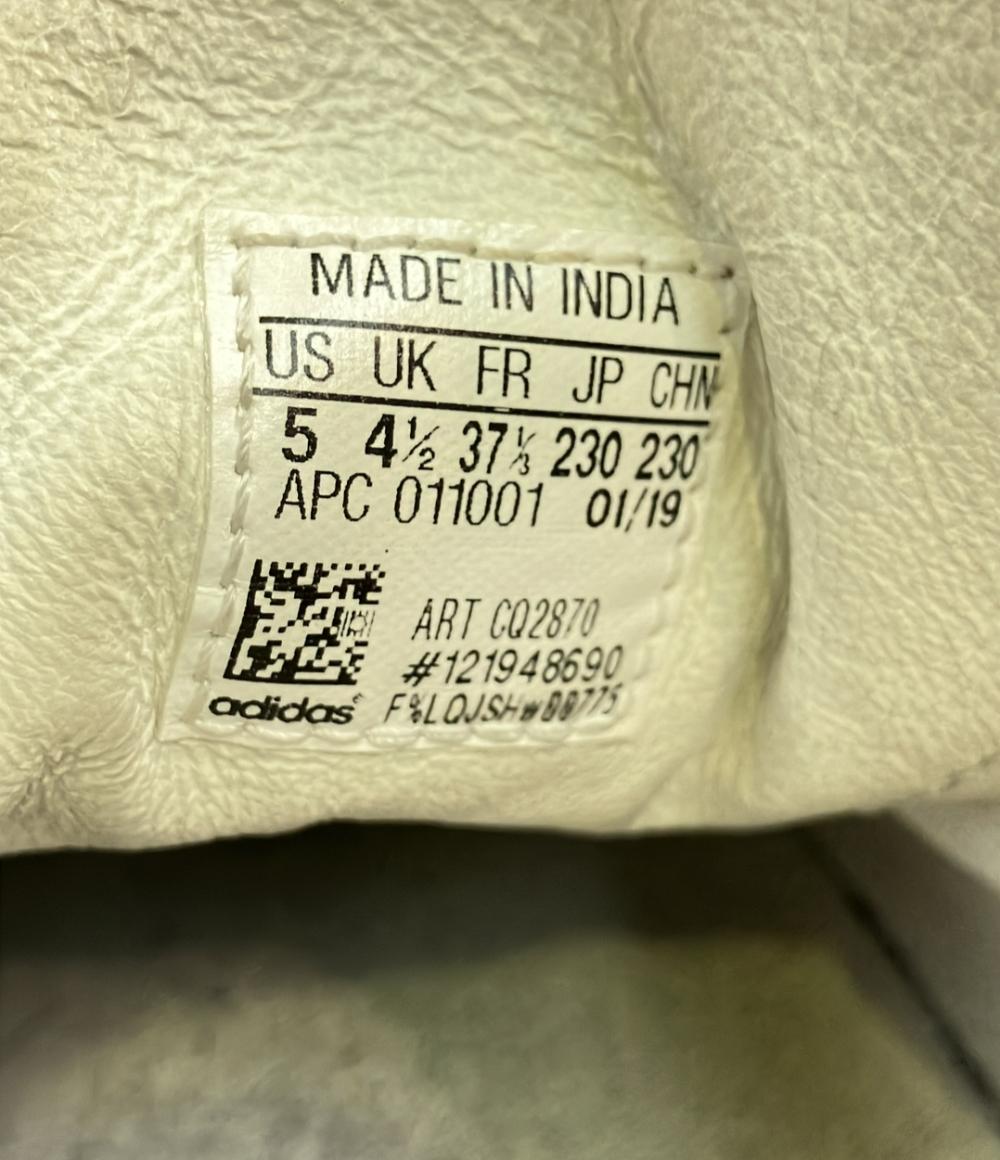 MADE IN INDIA
US UK FR JP CHN
5 4½ 37⅓ 230 230
APC 011001 01/19
ART CQ2870
#121948690
adidas